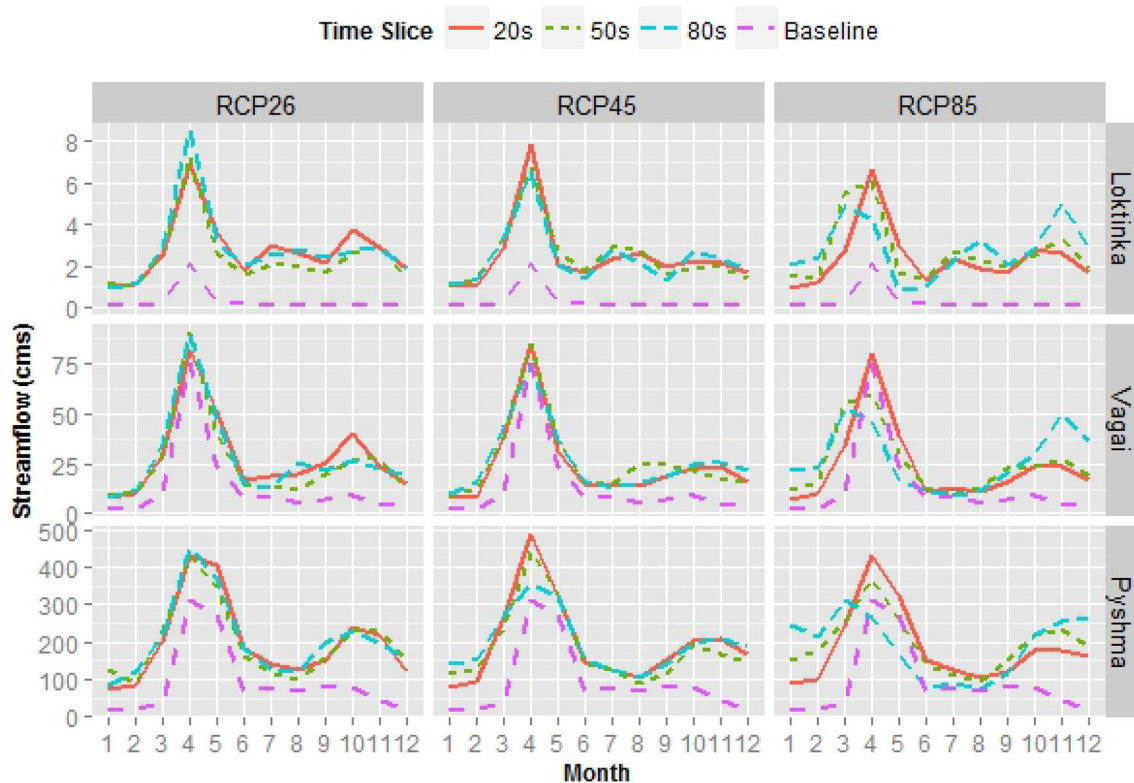 Time Slice 20s 50s 80s Baseline
RCP26 RCP45 RCP85
8
6
4
2
0
Loktinka
75
50
25
0
Vagai
500
400
300
200
100
0
Pyshma
1 2 3 4 5 6 7 8 9 10 11 12 1 2 3 4 5 6 7 8 9 10 11 12 1 2 3 4 5 6 7 8 9 10 11 12
Month
Streamflow (cms)